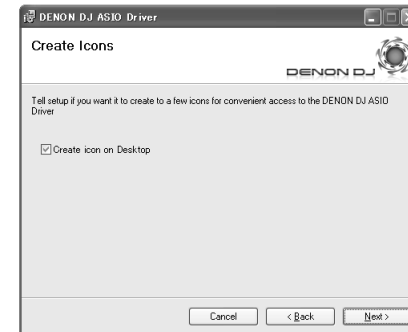 DENON DJ ASIO Driver
Create Icons
DENON DJ
Tell setup if you want it to create to a few icons for convenient access to the DENON DJ ASIO
Driver
Create icon on Desktop
Cancel
< Back
Next >